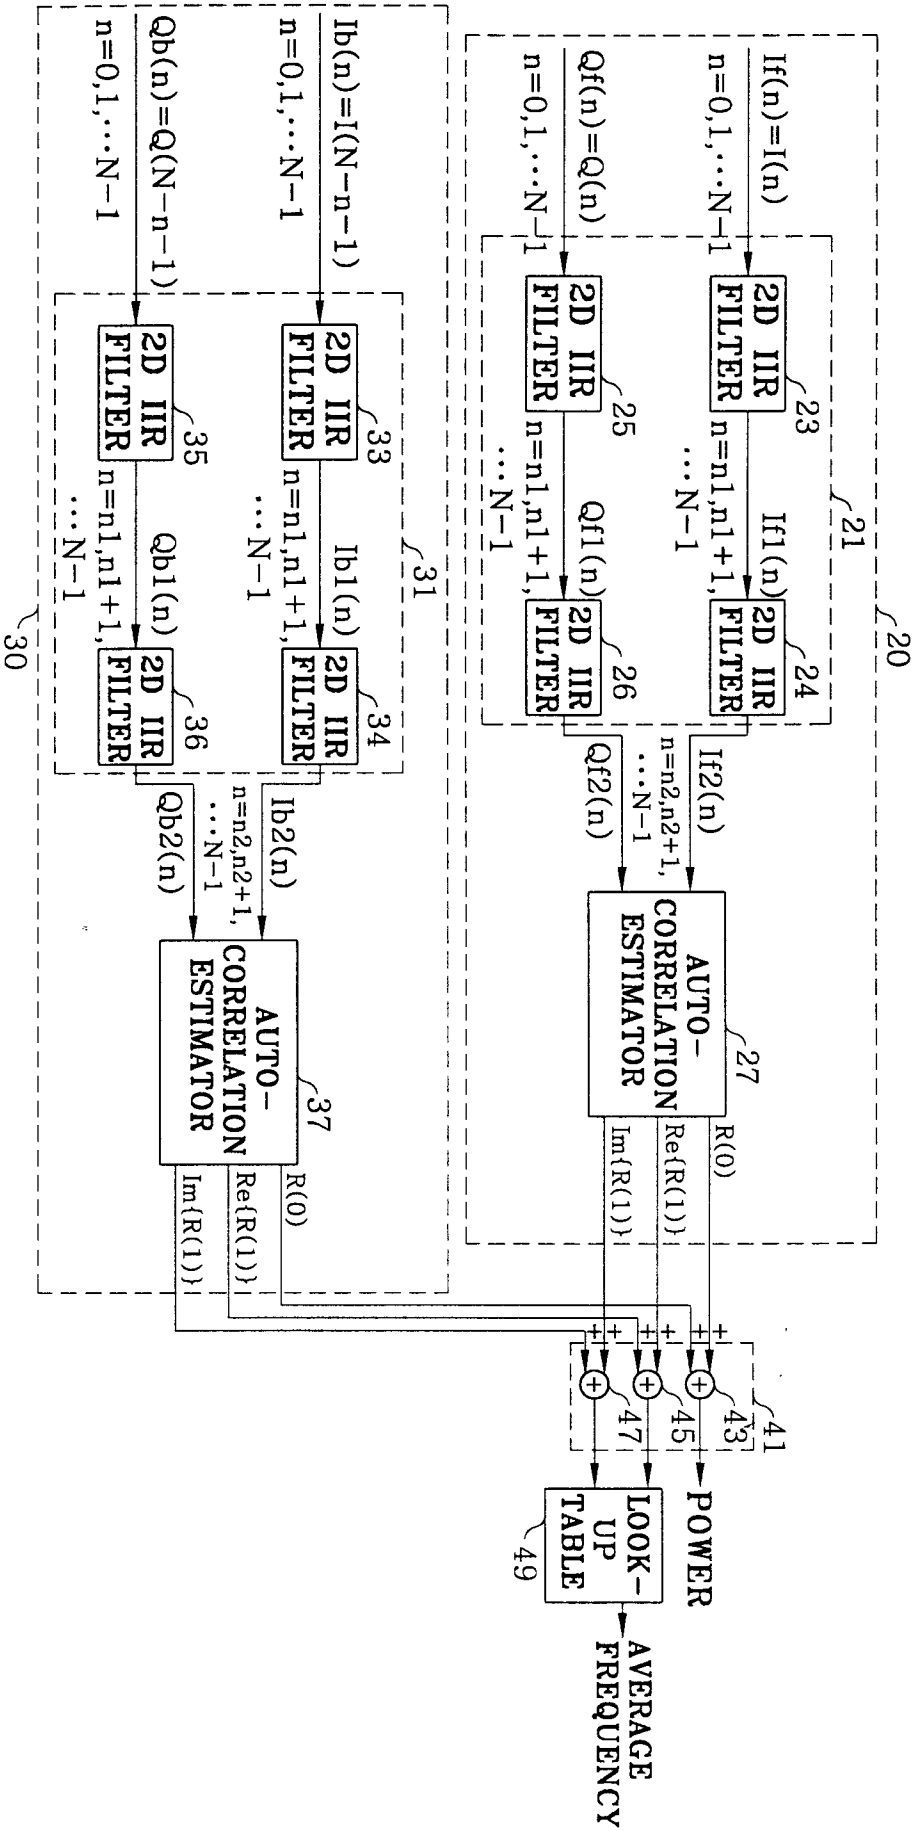 20
21
If(n)=I(n)
n=0,1,···N-1
2D IIR
FILTER
23
If1(n)
n=n1,n1+1,
···N-1
2D IIR
FILTER
24
If2(n)
n=n2,n2+1,
···N-1
Qf2(n)
Qf(n)=Q(n)
n=0,1,···N-1
2D IIR
FILTER
25
Qf1(n)
n=n1,n1+1,
···N-1
2D IIR
FILTER
26
AUTO-
CORRELATION
ESTIMATOR
27
R(0)
Re{R(1)}
Im{R(1)}
41
+
+
+
43
POWER
+
+
+
45
+
+
+
47
LOOK-
UP
TABLE
49
AVERAGE
FREQUENCY
31
Ib(n)=I(N-n-1)
n=0,1,···N-1
2D IIR
FILTER
33
Ib1(n)
n=n1,n1+1,
···N-1
2D IIR
FILTER
34
Ib2(n)
n=n2,n2+1,
···N-1
Qb2(n)
Qb(n)=Q(N-n-1)
n=0,1,···N-1
2D IIR
FILTER
35
Qb1(n)
n=n1,n1+1,
···N-1
2D IIR
FILTER
36
AUTO-
CORRELATION
ESTIMATOR
37
R(0)
Re{R(1)}
Im{R(1)}
30